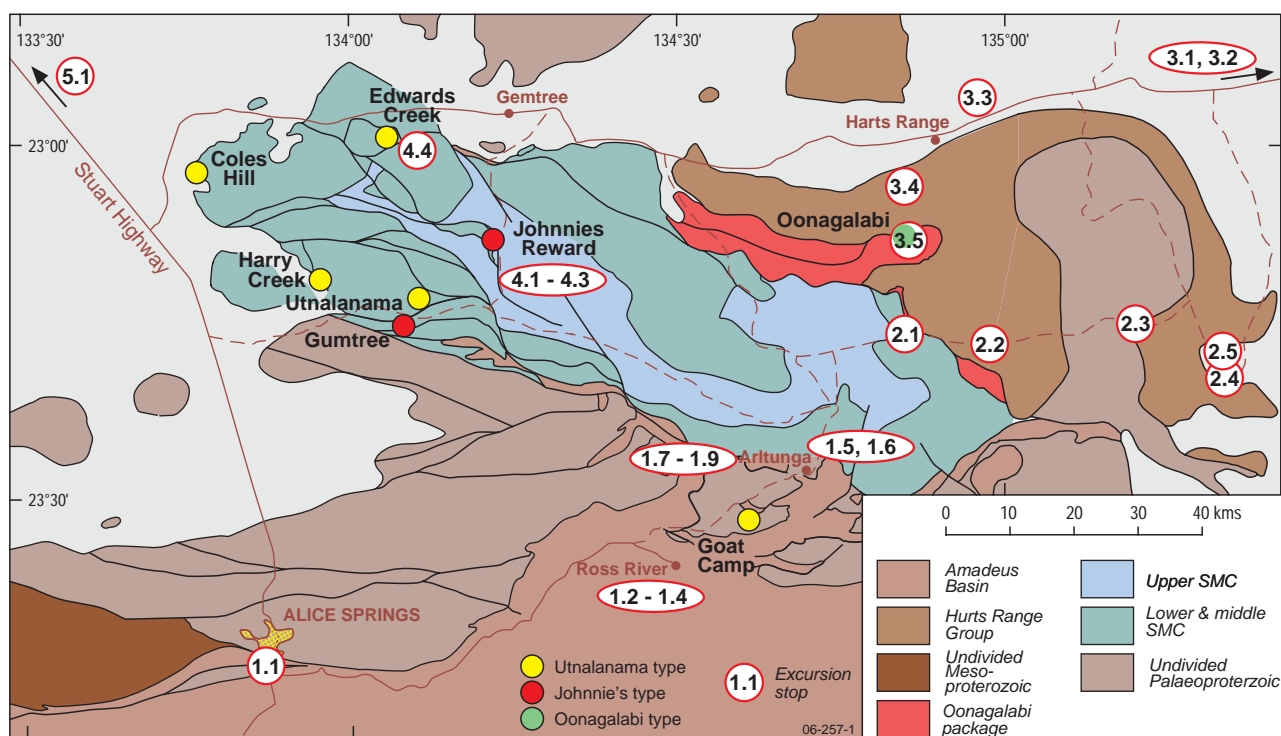 133°30'
134°00'
134°30'
135°00'
5.1
3.1, 3.2
3.3
Edwards
Creek
Gemtree
Harts Range
23°00'
4.4
Coles
Hill
3.4
Stuart Highway
Oonagalabi
3.5
Johnnies
Reward
4.1 - 4.3
Harry
Creek
Utnalanama
Gumtree
2.1
2.2
2.3
2.5
2.4
1.5, 1.6
1.7 - 1.9
Arltunga
23°30'
Goat
Camp
Ross River
1.2 - 1.4
ALICE SPRINGS
1.1
Utnalanama type
Johnnie's type
Oonagalabi type
1.1
Excursion
stop
06-257-1
0 10 20 30 40 kms
Amadeus
Basin
Hurts Range
Group
Undivided
Meso-
proterozoic
Oonagalabi
package
Upper SMC
Lower & middle
SMC
Undivided
Palaeoproterzoic